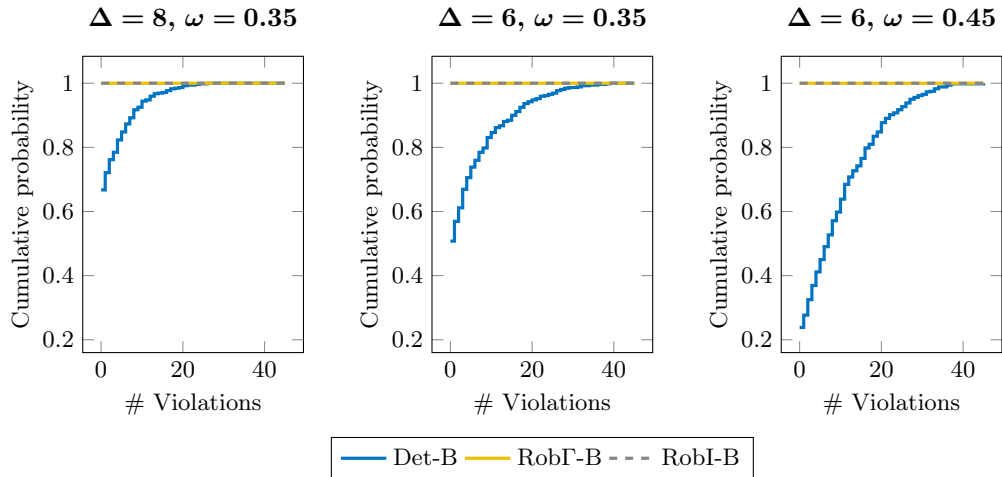 Δ = 8, ω = 0.35
Δ = 6, ω = 0.35
Δ = 6, ω = 0.45
Cumulative probability
1
0.8
0.6
0.4
0.2
0 20 40
# Violations
Cumulative probability
1
0.8
0.6
0.4
0.2
0 20 40
# Violations
Cumulative probability
1
0.8
0.6
0.4
0.2
0 20 40
# Violations
Det-B RobΓ-B RobI-B